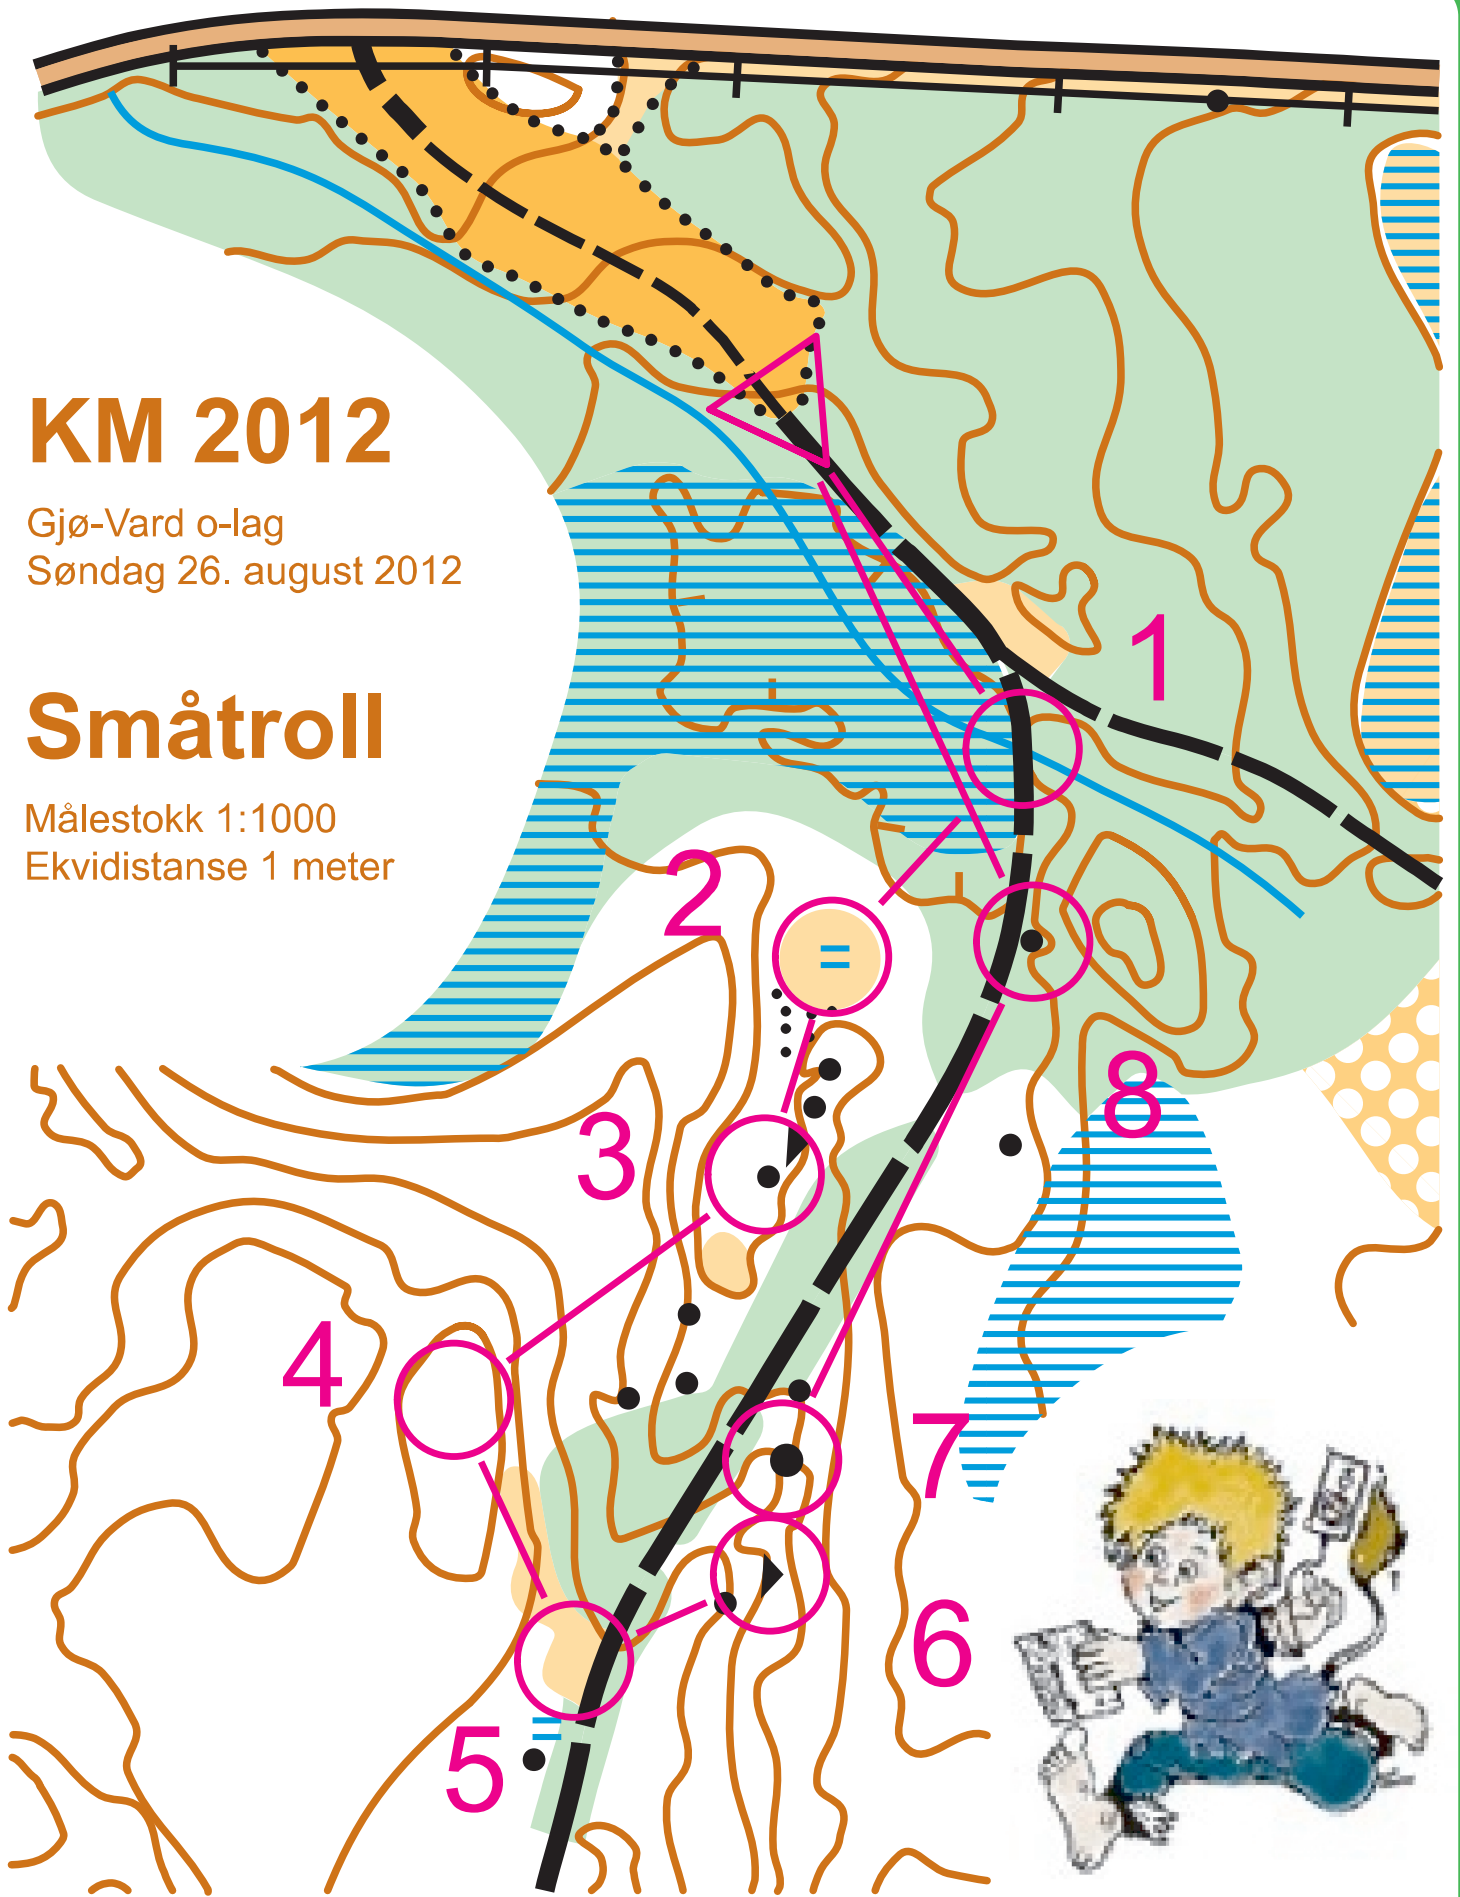 KM 2012
Gjø-Vard o-lag
Søndag 26. august 2012
Småtroll
Målestokk 1:1000
Ekvidistanse 1 meter
1
2
3
8
4
7
6
5